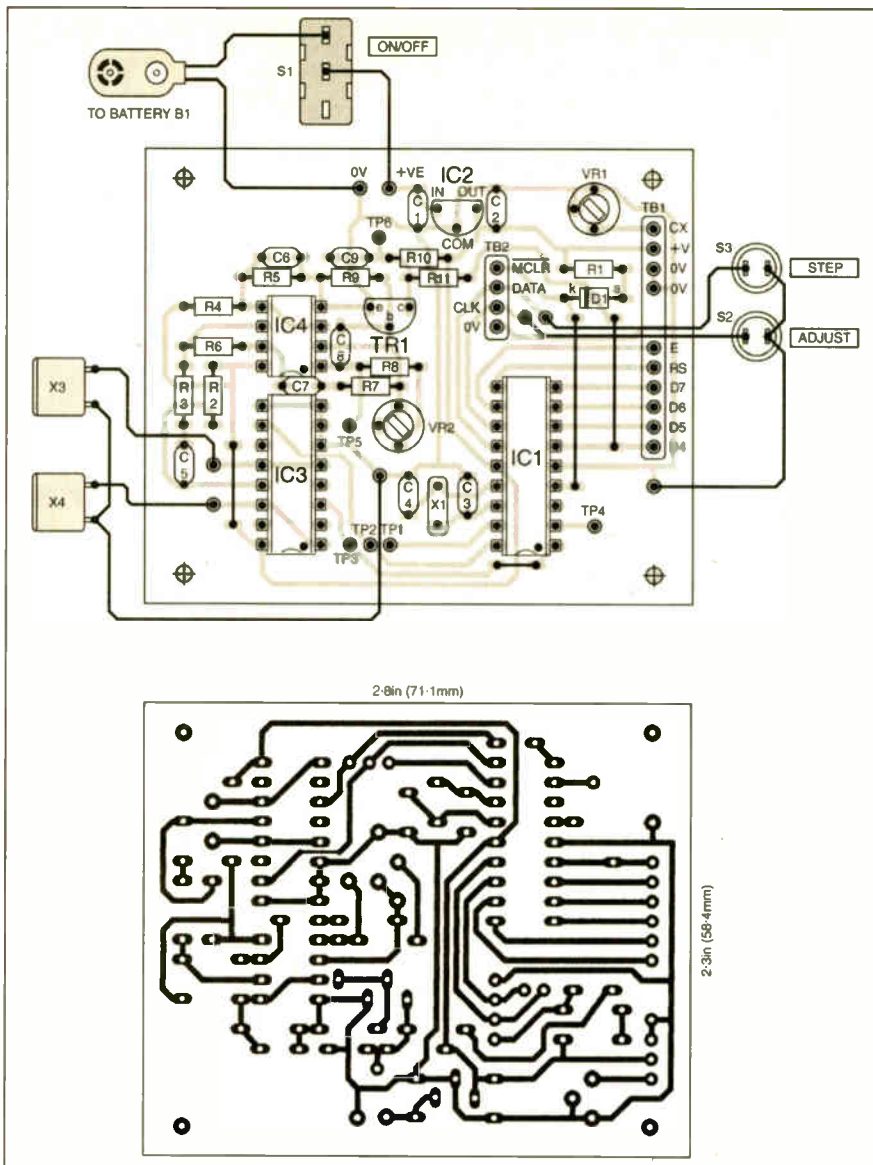 ON/OFF
S1
TO BATTERY B1
0V
+VE
IC2
IN
OUT
COM
C1
C2
VR1
TB1
CX
+V
0V
0V
S3
STEP
S2
ADJUST
TP6
C6
C9
R10
R5
R9
R11
TB2
MCLR
DATA
CLK
0V
R1
k
D1
a
R4
IC4
e
b
c
TR1
C8
R6
R8
R7
C7
R3
R2
X3
E
RS
D7
D6
D5
D4
VR2
TP5
IC3
IC1
C5
X4
C4
X1
C3
TP4
TP3
TP2
TP1
2·8in (71·1mm)
2·3in (58·4mm)